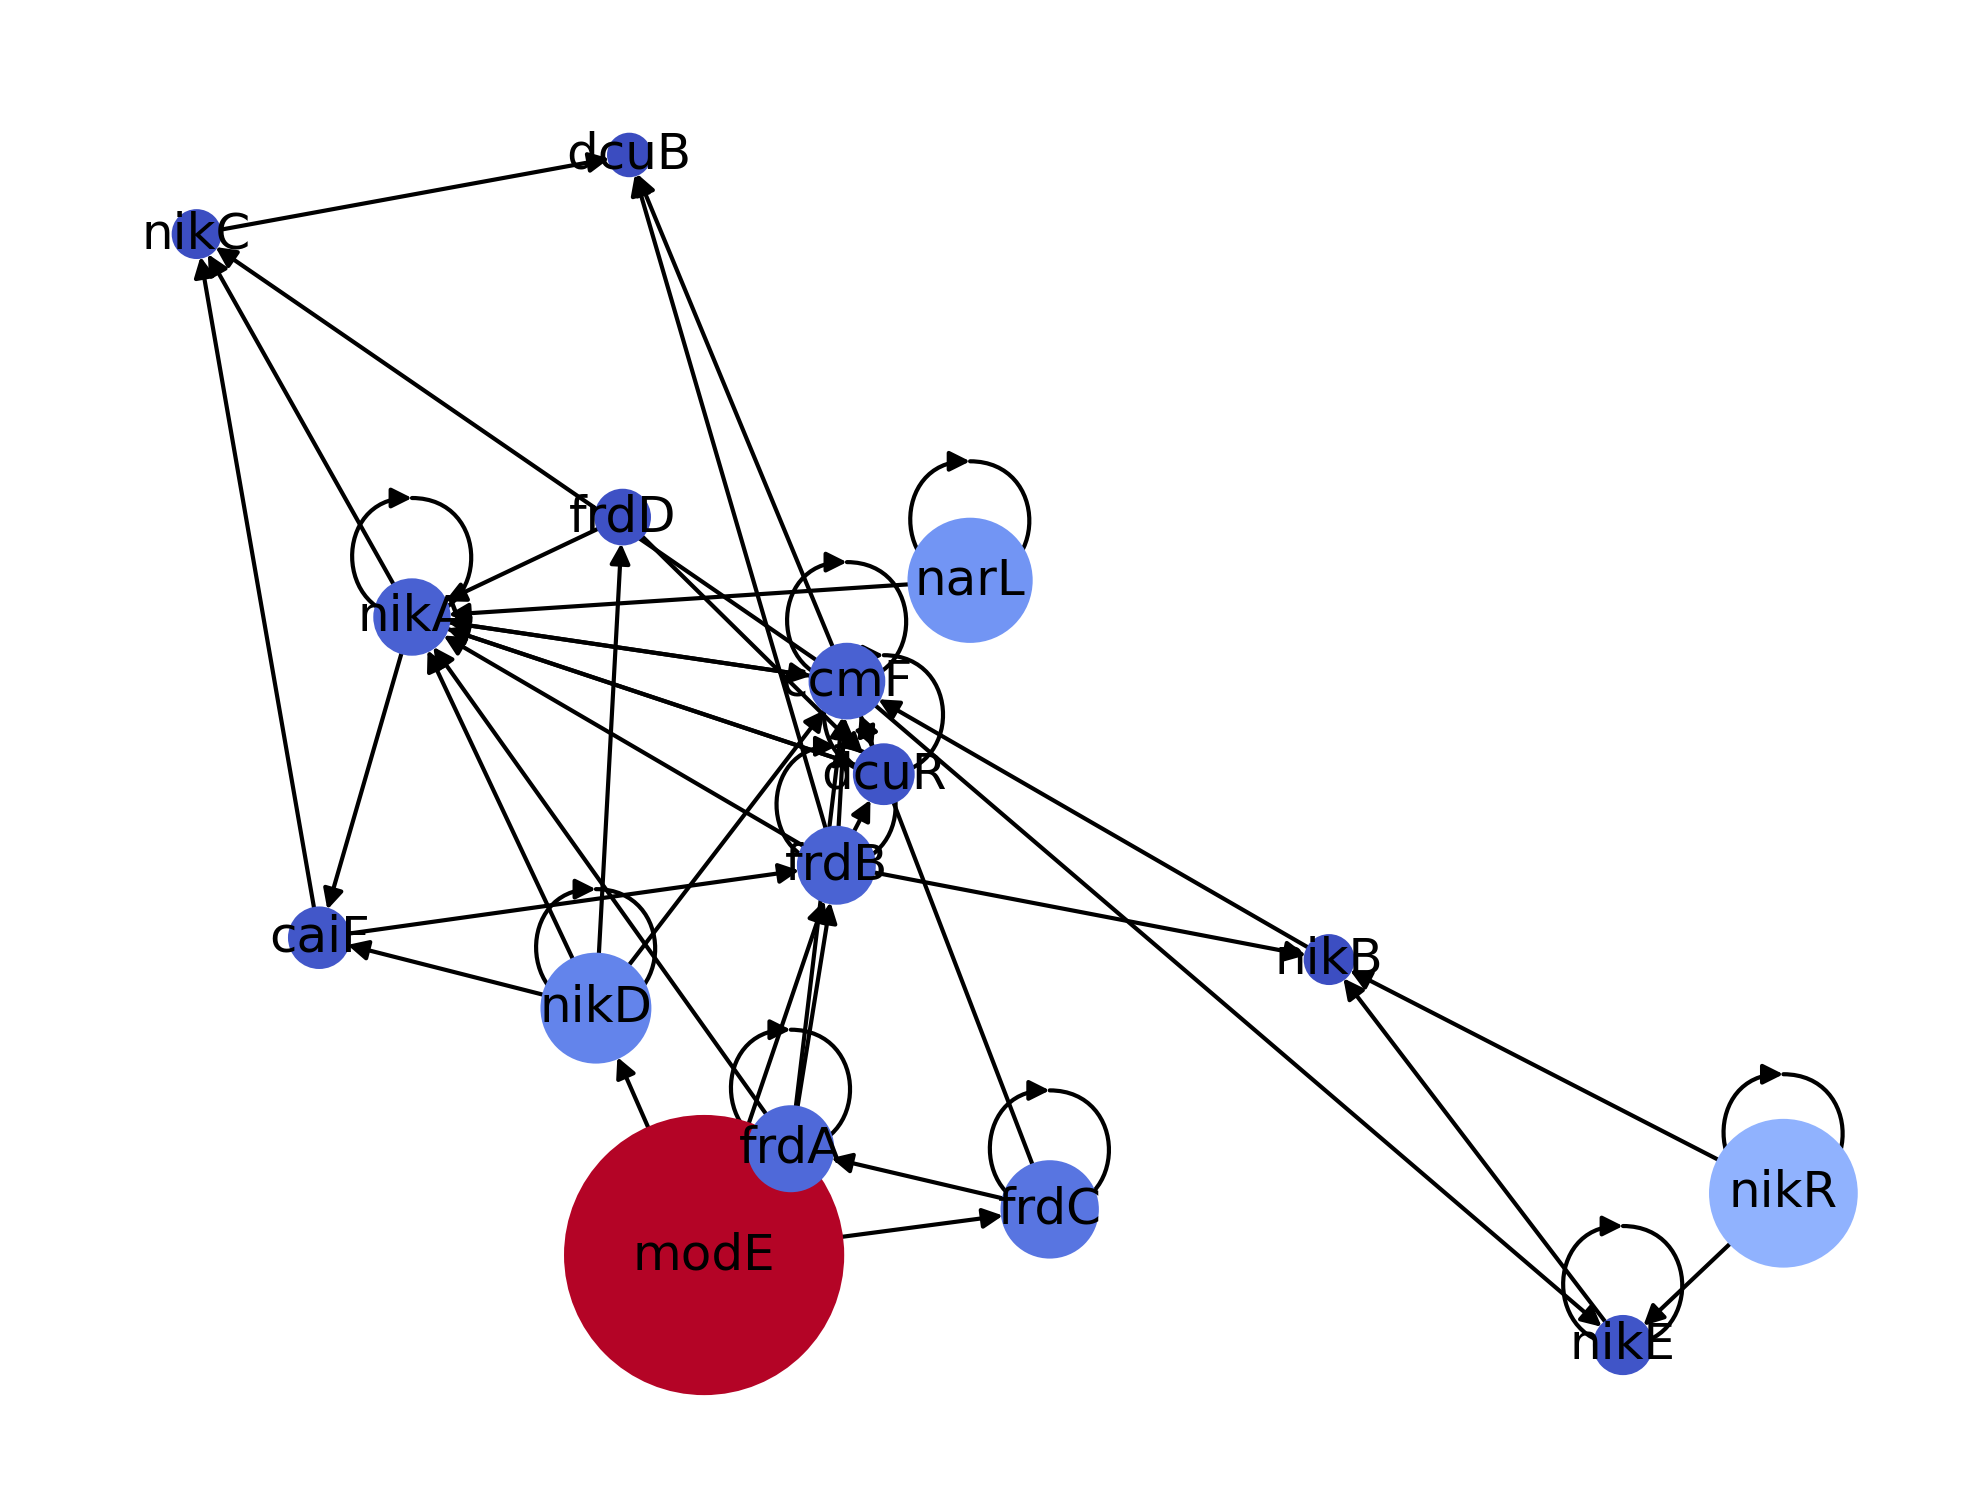 dcuB
nikC
frdD
narL
nikA
ccmF
dcuR
frdB
caiF
nikB
nikD
frdA
nikR
frdC
modE
nikE